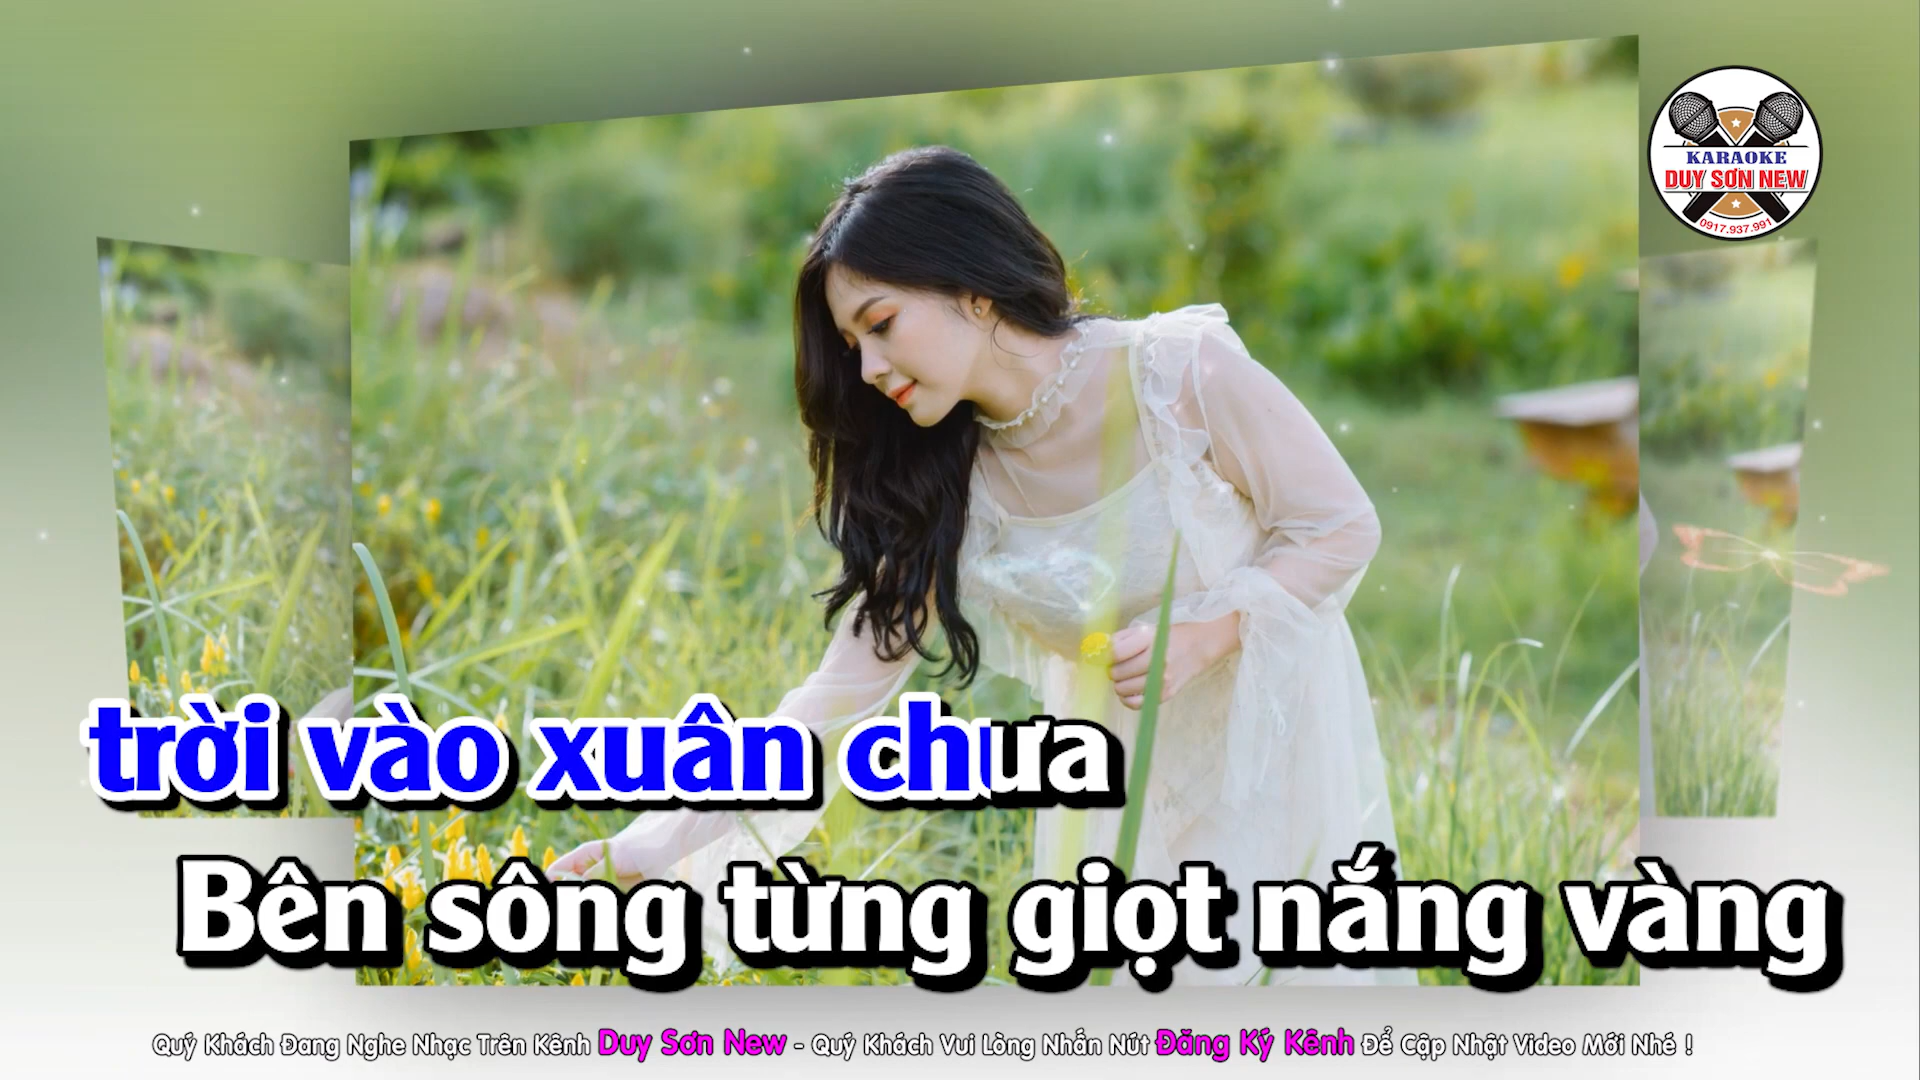 KARAOKE
DUY SƠN NEW
0917.937.991
trời vào xuân chưa
Bên sông từng giọt nắng vàng
Quý Khách Đang Nghe Nhạc Trên Kênh Duy Sơn New - Quý Khách Vui Lòng Nhấn Nút Đăng Ký Kênh Để Cập Nhật Video Mới Nhé !